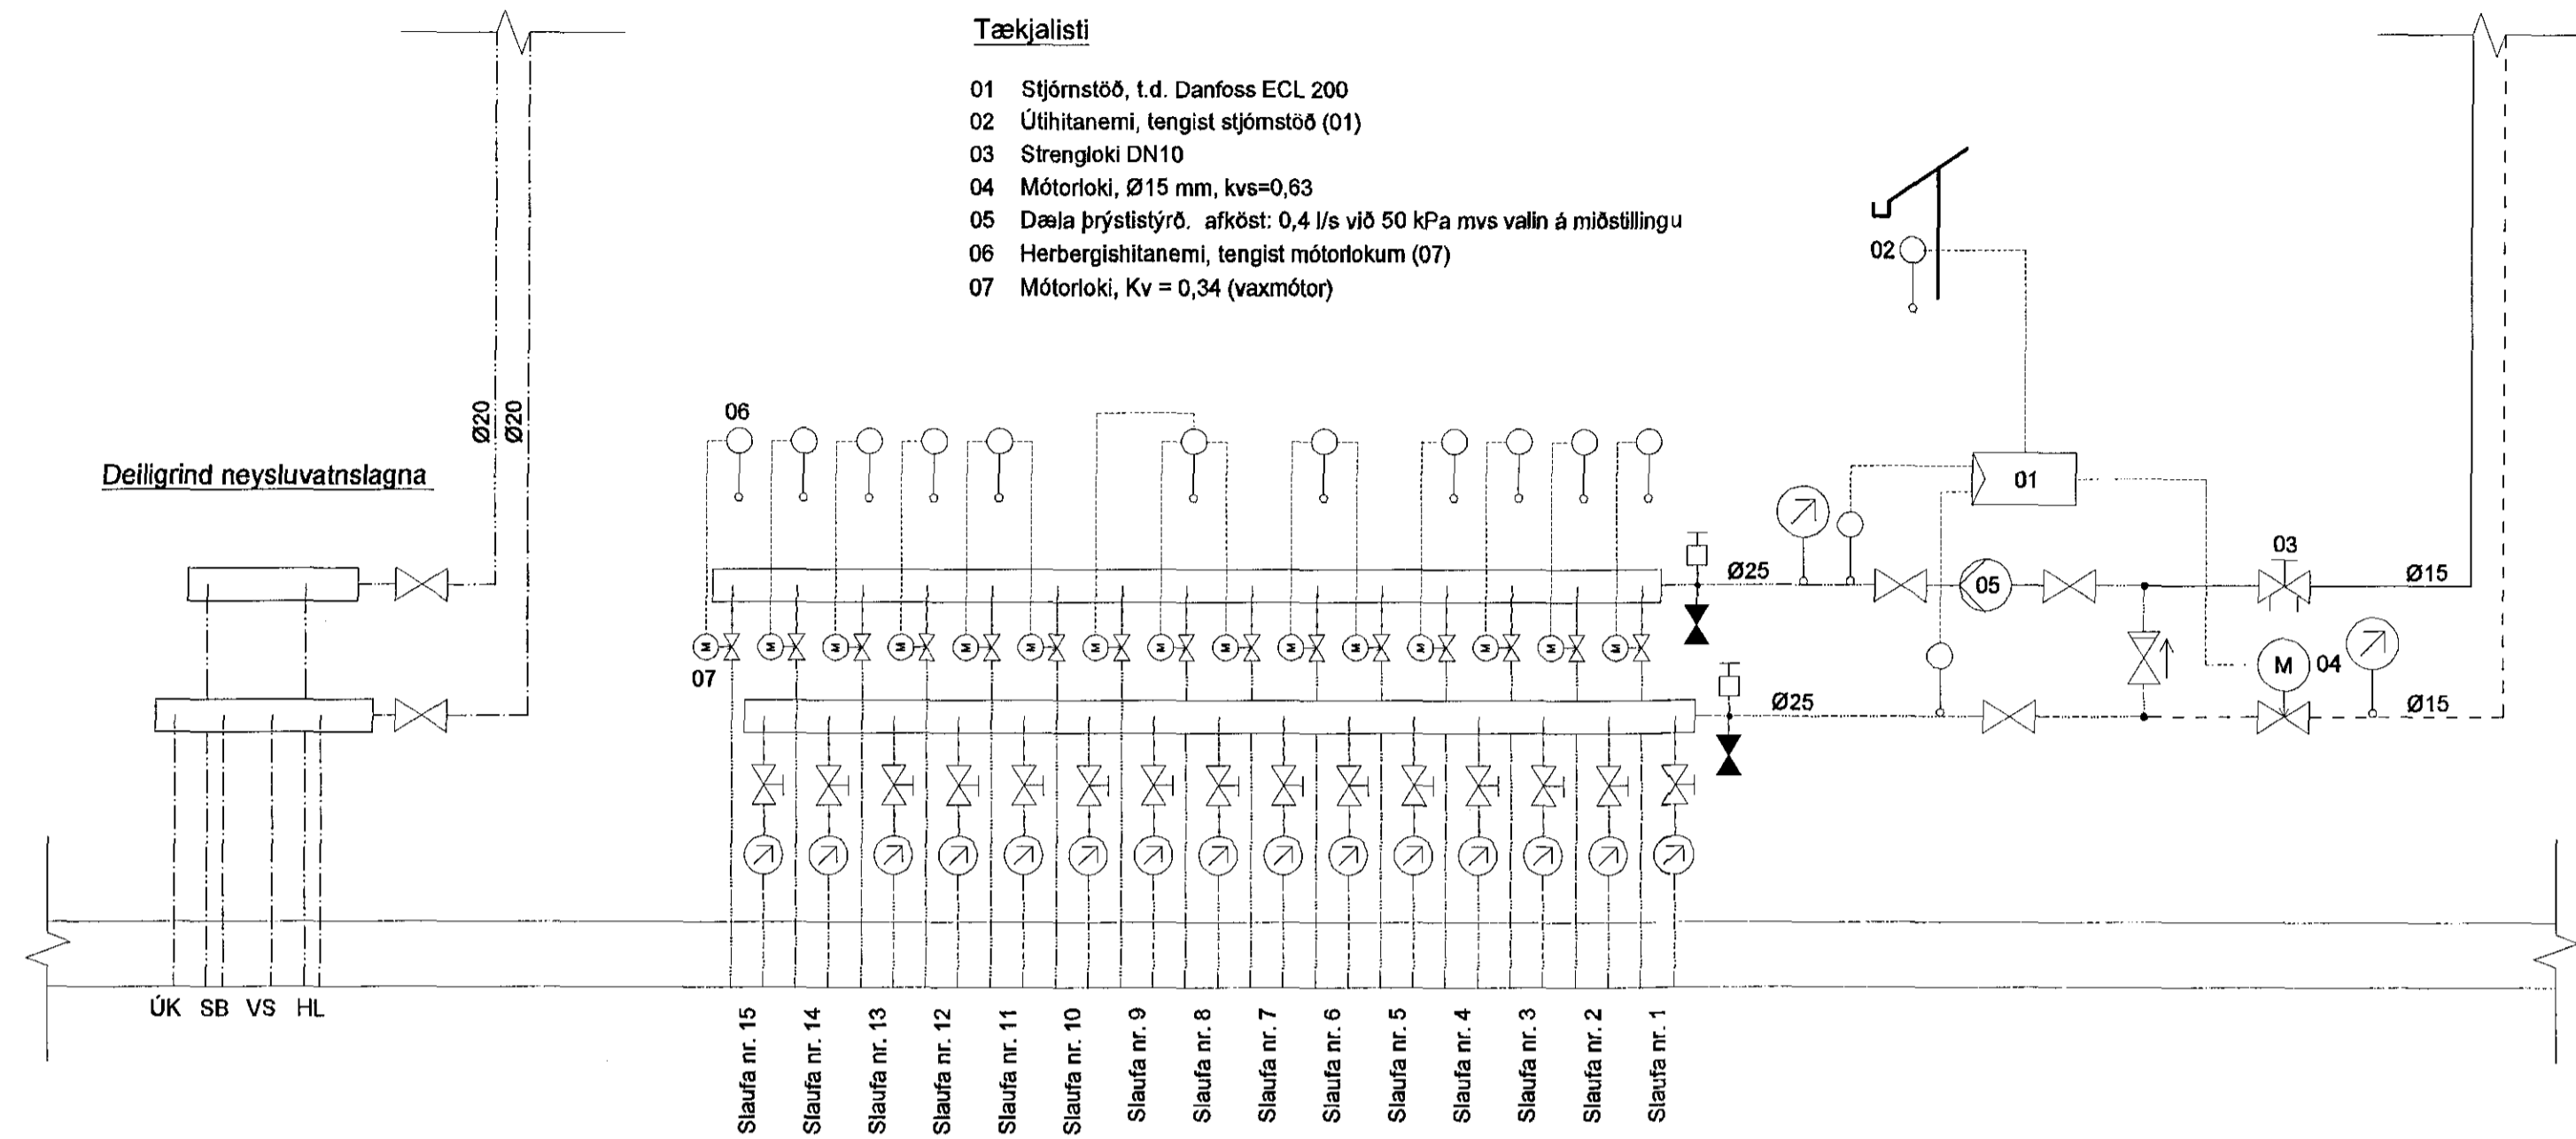 Tækjalisti
01 Stjórnstöð, t.d. Danfoss ECL 200
02 Útihitanemi, tengist stjórnstöð (01)
03 Strengloki DN10
04 Mótorloki, Ø15 mm, kvs=0,63
05 Dæla þrýstistýrð. afköst: 0,4 l/s við 50 kPa mvs valin á miðstillingu
06 Herbergishitanemi, tengist mótorlokum (07)
07 Mótorloki, Kv = 0,34 (vaxmótor)
02
Ø20 Ø20
06
Deiligrind neysluvatnslagna
01
03
Ø25
05
Ø15
M M M M M M M M M M M M M M M
07
M 04
Ø25
Ø15
ÚK SB VS HL
Slaufa nr. 15
Slaufa nr. 14
Slaufa nr. 13
Slaufa nr. 12
Slaufa nr. 11
Slaufa nr. 10
Slaufa nr. 9
Slaufa nr. 8
Slaufa nr. 7
Slaufa nr. 6
Slaufa nr. 5
Slaufa nr. 4
Slaufa nr. 3
Slaufa nr. 2
Slaufa nr. 1